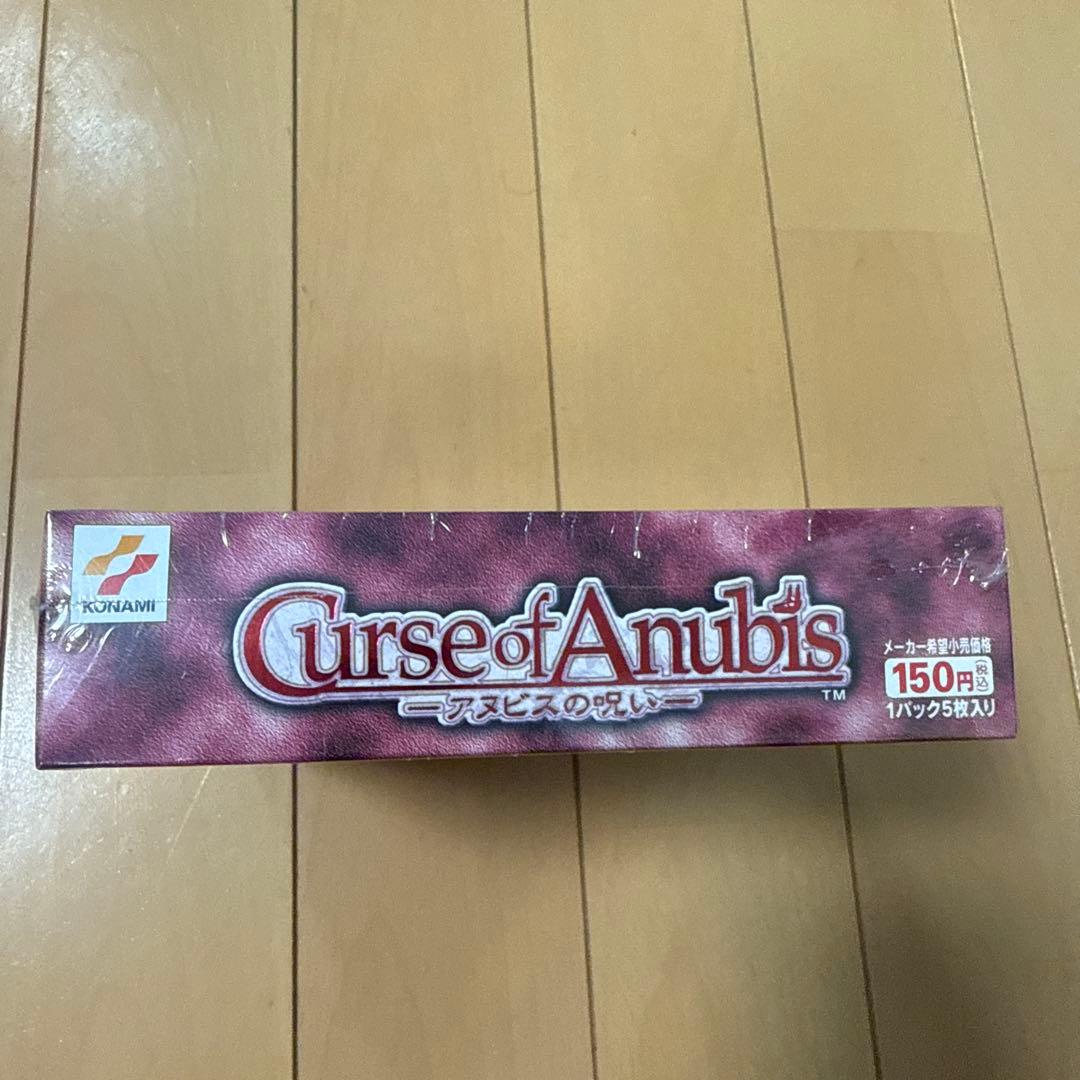 KONAMI
Curse of Anubis
ーアヌビスの呪いー
TM
メーカー希望小売価格
150円(税込)
1パック5枚入り